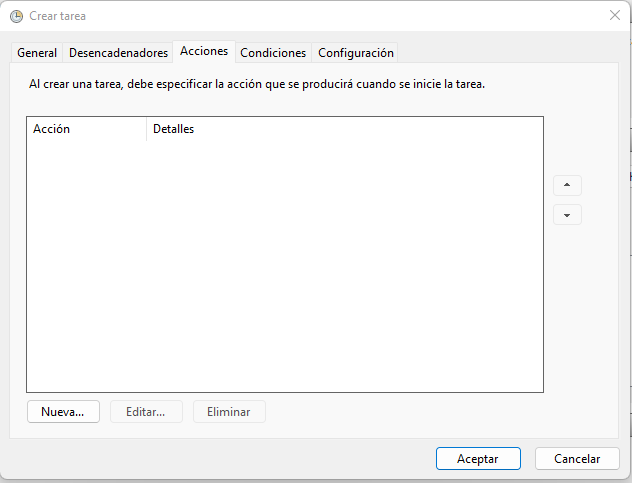 Crear tarea
General Desencadenadores Acciones Condiciones Configuración
Al crear una tarea, debe especificar la acción que se producirá cuando se inicie la tarea.
Acción Detalles
Nueva... Editar... Eliminar
Aceptar Cancelar